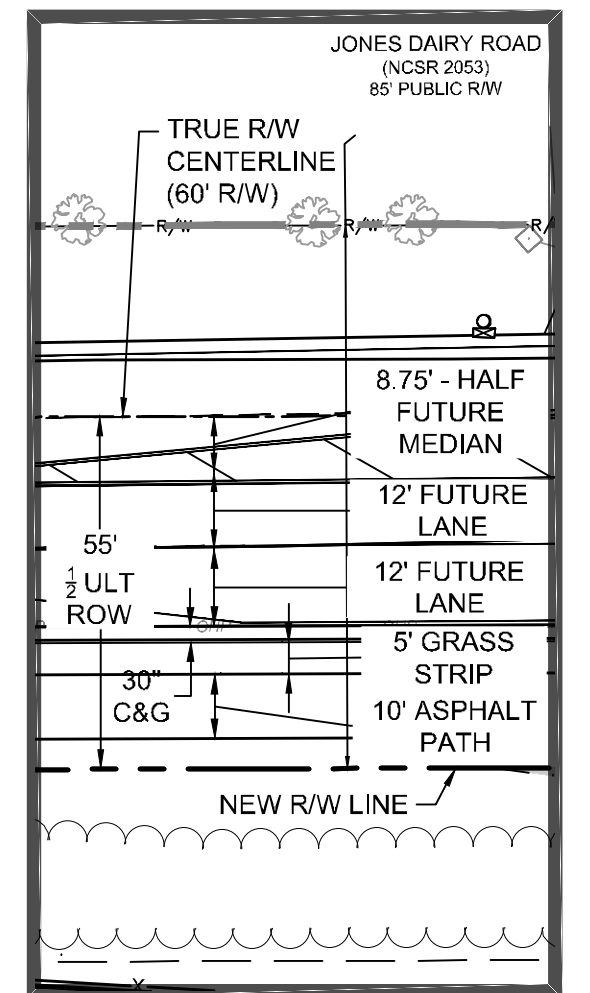 JONES DAIRY ROAD
(NCSR 2053)
85' PUBLIC R/W
TRUE R/W
CENTERLINE
(60' R/W)
R/W
R/W
R/
8.75' - HALF
FUTURE
MEDIAN
12' FUTURE
LANE
55'
½ ULT
ROW
12' FUTURE
LANE
OHP
5' GRASS
STRIP
30"
C&G
10' ASPHALT
PATH
NEW R/W LINE
X